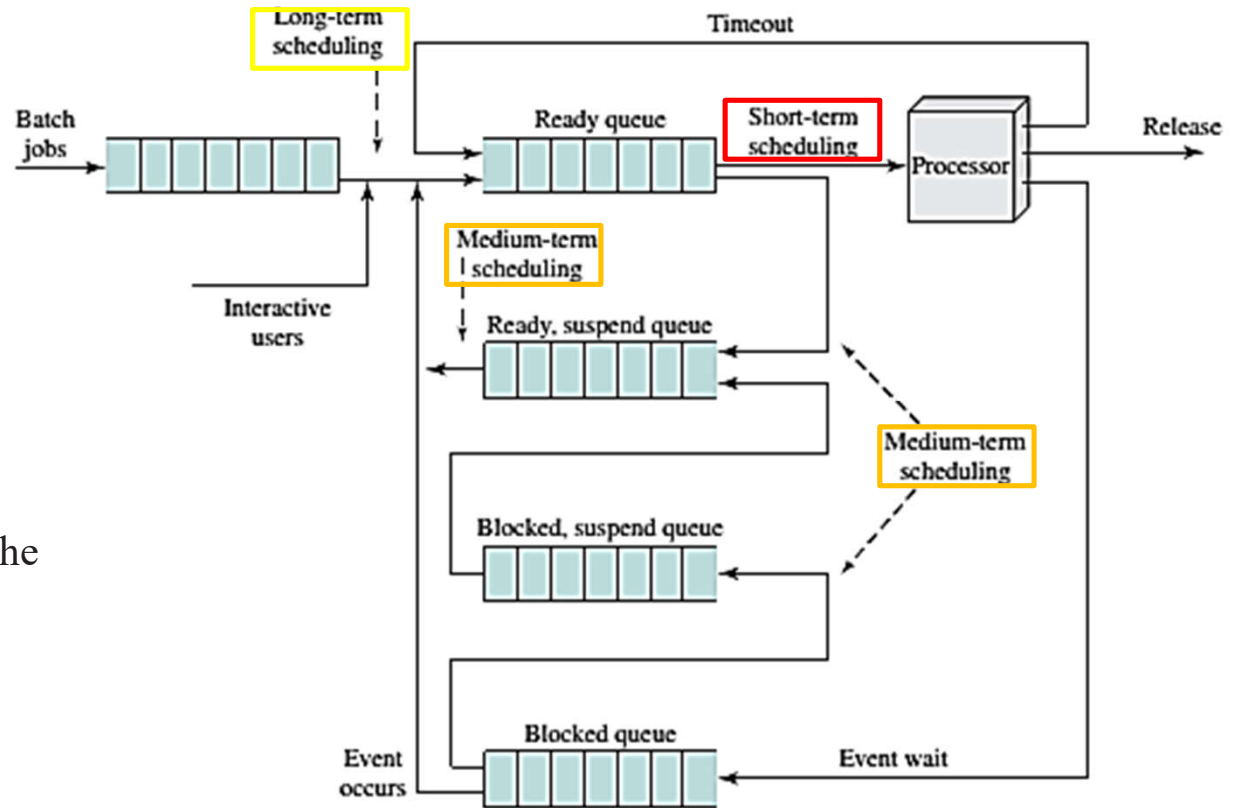 Long-term
scheduling
Timeout
Batch
jobs
Ready queue
Short-term
scheduling
Release
Processor
Medium-term
scheduling
Interactive
users
Ready, suspend queue
Medium-term
scheduling
he
Blocked, suspend queue
Blocked queue
Event
occurs
Event wait